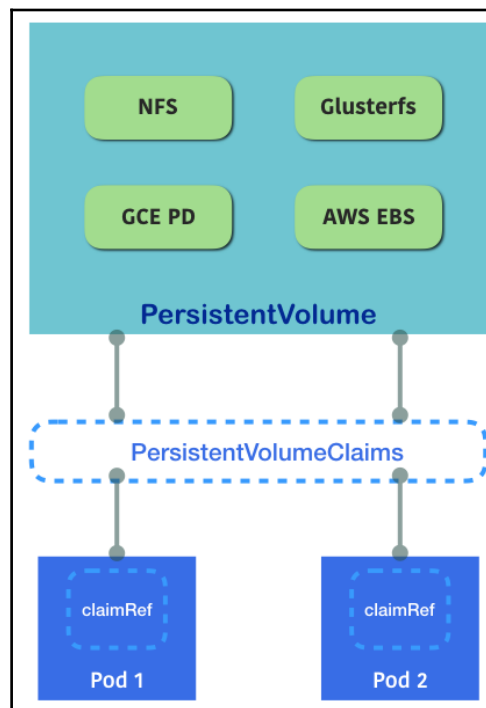 NFS
Glusterfs
GCE PD
AWS EBS
PersistentVolume
PersistentVolumeClaims
claimRef
claimRef
Pod 1
Pod 2